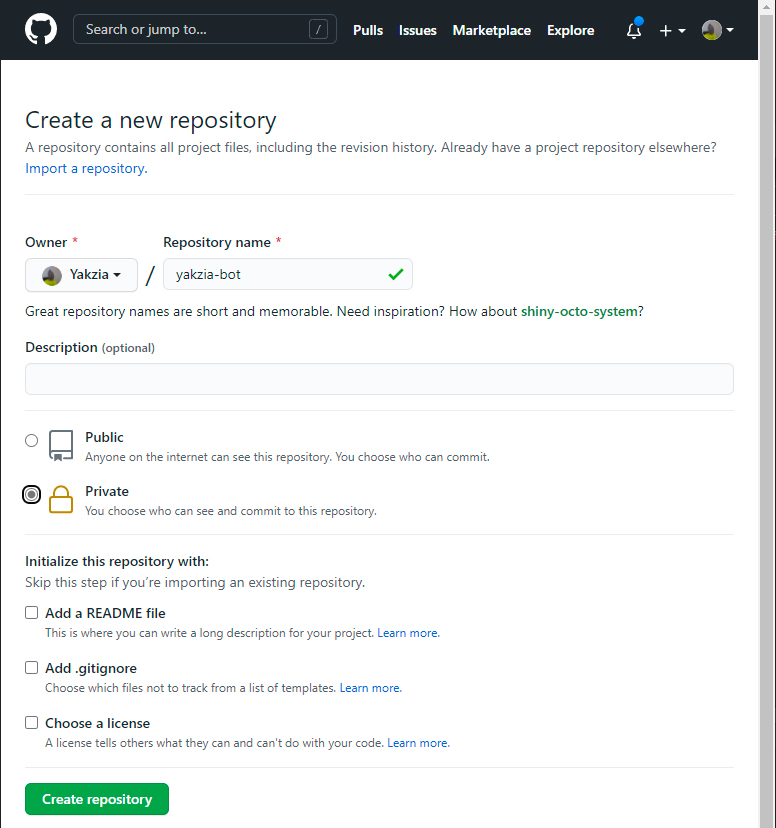 Search or jump to... / Pulls Issues Marketplace Explore
Create a new repository
A repository contains all project files, including the revision history. Already have a project repository elsewhere?
Import a repository.
Owner * Repository name *
Yakzia / yakzia-bot
Great repository names are short and memorable. Need inspiration? How about shiny-octo-system?
Description (optional)
Public
Anyone on the internet can see this repository. You choose who can commit.
Private
You choose who can see and commit to this repository.
Initialize this repository with:
Skip this step if you’re importing an existing repository.
Add a README file
This is where you can write a long description for your project. Learn more.
Add .gitignore
Choose which files not to track from a list of templates. Learn more.
Choose a license
A license tells others what they can and can't do with your code. Learn more.
Create repository